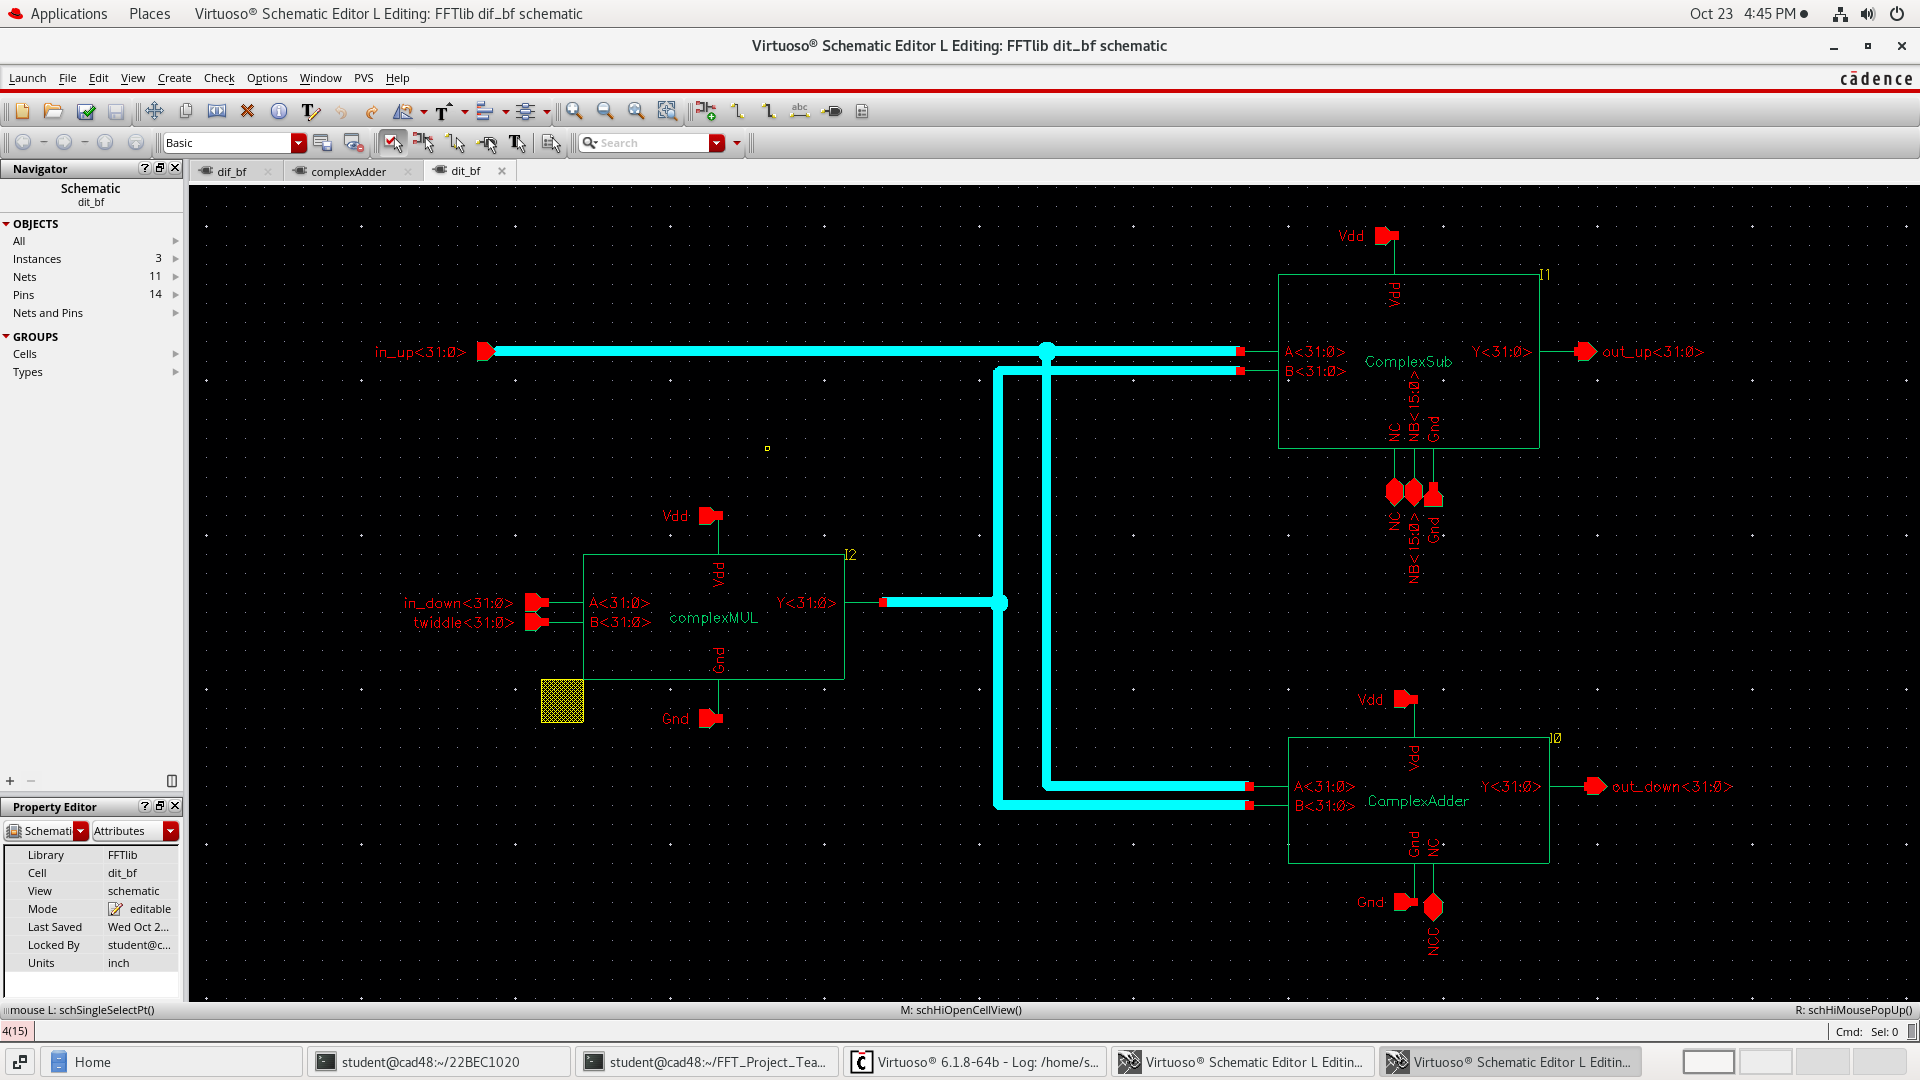 Applications Places Virtuoso® Schematic Editor L Editing: FFTlib dif_bf schematic Oct 23 4:45 PM
Virtuoso® Schematic Editor L Editing: FFTlib dit_bf schematic
Launch File Edit View Create Check Options Window PVS Help cādence
Basic Search
Navigator ? dif_bf complexAdder dit_bf
Schematic
dit_bf
OBJECTS
All
Instances 3
Nets 11
Pins 14
Nets and Pins
GROUPS
Cells
Types
Vdd
I1
Vdd
in_up<31:0> A<31:0> Y<31:0> out_up<31:0>
ComplexSub
B<31:0>
NC NB<15:0> Gnd
NC NB<15:0> Gnd
Vdd
I2
Vdd
in_down<31:0> A<31:0> Y<31:0>
complexMUL
twiddle<31:0> B<31:0>
Gnd
Gnd
Vdd
I0
Vdd
A<31:0> Y<31:0> out_down<31:0>
ComplexAdder
B<31:0>
Gnd NC
Gnd
NCC
Property Editor ?
Schemati Attributes
Library FFTlib
Cell dit_bf
View schematic
Mode editable
Last Saved Wed Oct 2...
Locked By student@c...
Units inch
mouse L: schSingleSelectPt() M: schHiOpenCellView() R: schHiMousePopUp()
4(15) Cmd: Sel: 0
Home student@cad48:~/22BEC1020 student@cad48:~/FFT_Project_Tea... Virtuoso® 6.1.8-64b - Log: /home/s... Virtuoso® Schematic Editor L Editin... Virtuoso® Schematic Editor L Editin...